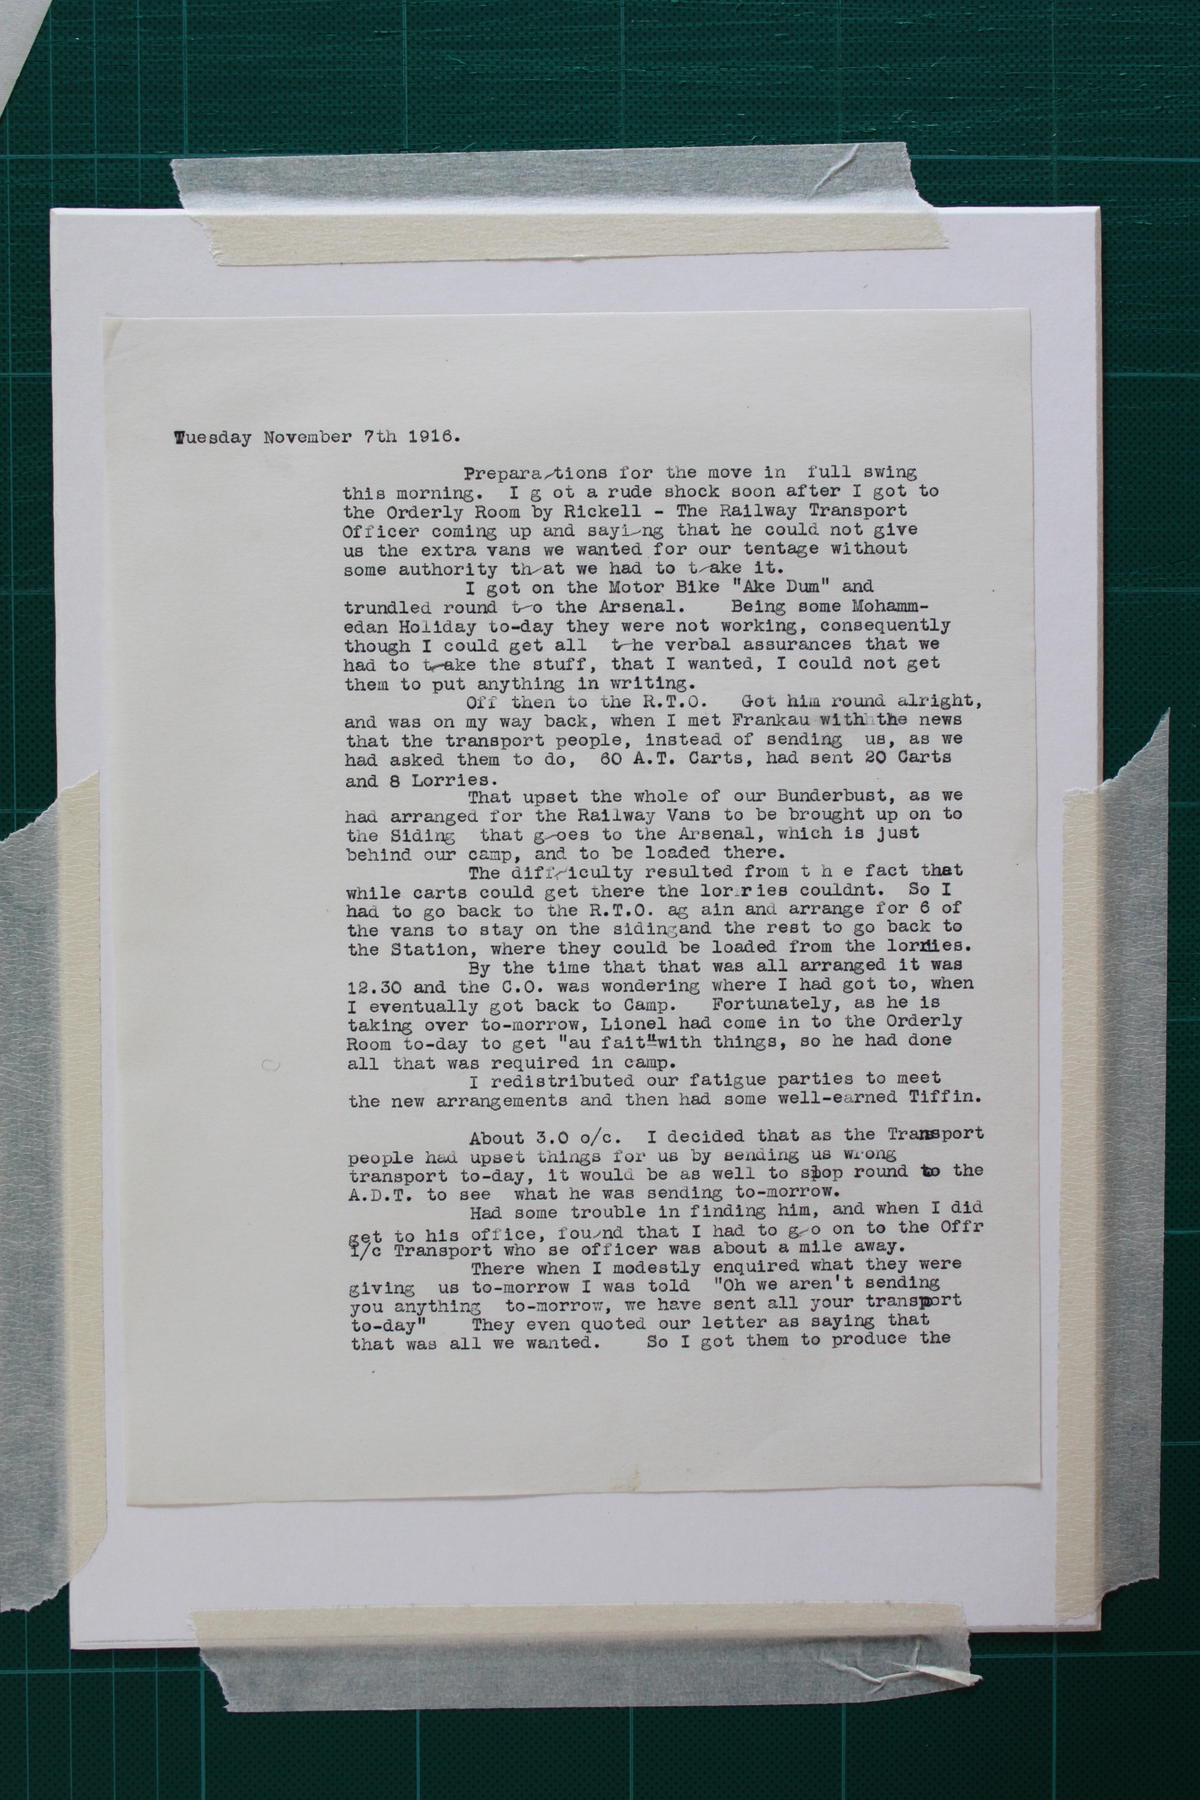 Tuesday November 7th 1916.
Preparations for the move in full swing
this morning. I g ot a rude shock soon after I got to
the Orderly Room by Rickell - The Railway Transport
Officer coming up and saying that he could not give
us the extra vans we wanted for our tentage without
some authority that we had to take it.
I got on the Motor Bike "Ake Dum" and
trundled round to the Arsenal. Being some Mohamm-
edan Holiday to-day they were not working, consequently
though I could get all the verbal assurances that we
had to take the stuff, that I wanted, I could not get
them to put anything in writing.
Off then to the R.T.O. Got him round alright,
and was on my way back, when I met Frankau with the news
that the transport people, instead of sending us, as we
had asked them to do, 60 A.T. Carts, had sent 20 Carts
and 8 Lorries.
That upset the whole of our Bunderbust, as we
had arranged for the Railway Vans to be brought up on to
the Siding that goes to the Arsenal, which is just
behind our camp, and to be loaded there.
The difficulty resulted from t h e fact that
while carts could get there the lorries couldnt. So I
had to go back to the R.T.O. ag ain and arrange for 6 of
the vans to stay on the sidingand the rest to go back to
the Station, where they could be loaded from the lorries.
By the time that that was all arranged it was
12.30 and the C.O. was wondering where I had got to, when
I eventually got back to Camp. Fortunately, as he is
taking over to-morrow, Lionel had come in to the Orderly
Room to-day to get "au fait"with things, so he had done
all that was required in camp.
I redistributed our fatigue parties to meet
the new arrangements and then had some well-earned Tiffin.
About 3.0 o/c. I decided that as the Transport
people had upset things for us by sending us wrong
transport to-day, it would be as well to slop round to the
A.D.T. to see what he was sending to-morrow.
Had some trouble in finding him, and when I did
get to his office, found that I had to go on to the Offr
I/c Transport who se officer was about a mile away.
There when I modestly enquired what they were
giving us to-morrow I was told "Oh we aren't sending
you anything to-morrow, we have sent all your transport
to-day" They even quoted our letter as saying that
that was all we wanted. So I got them to produce the